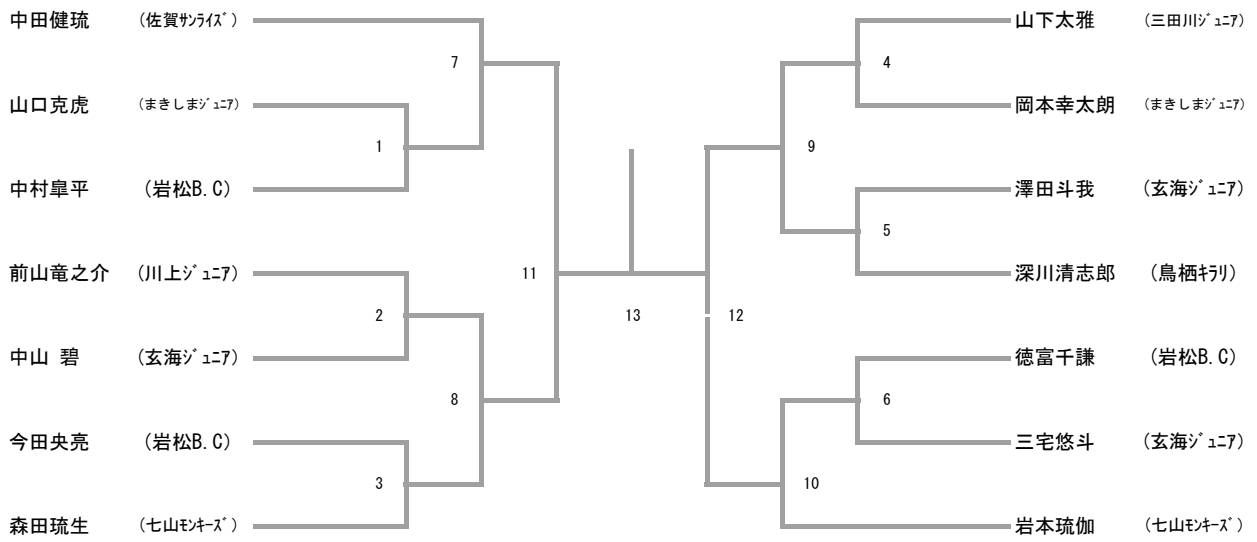 中田健琉 (佐賀ｻﾝﾗｲｽﾞ)
7
山口克虎 (まきしまｼﾞｭﾆｱ)
1
中村皐平 (岩松B.C)
前山竜之介 (川上ｼﾞｭﾆｱ)
11
2
中山 碧 (玄海ｼﾞｭﾆｱ)
8
今田央亮 (岩松B.C)
3
森田琉生 (七山ﾓﾝｷｰｽﾞ)
13
12
山下太雅 (三田川ｼﾞｭﾆｱ)
4
岡本幸太朗 (まきしまｼﾞｭﾆｱ)
9
澤田斗我 (玄海ｼﾞｭﾆｱ)
5
深川清志郎 (鳥栖ｷﾗﾘ)
徳富千謙 (岩松B.C)
6
三宅悠斗 (玄海ｼﾞｭﾆｱ)
10
岩本琉伽 (七山ﾓﾝｷｰｽﾞ)